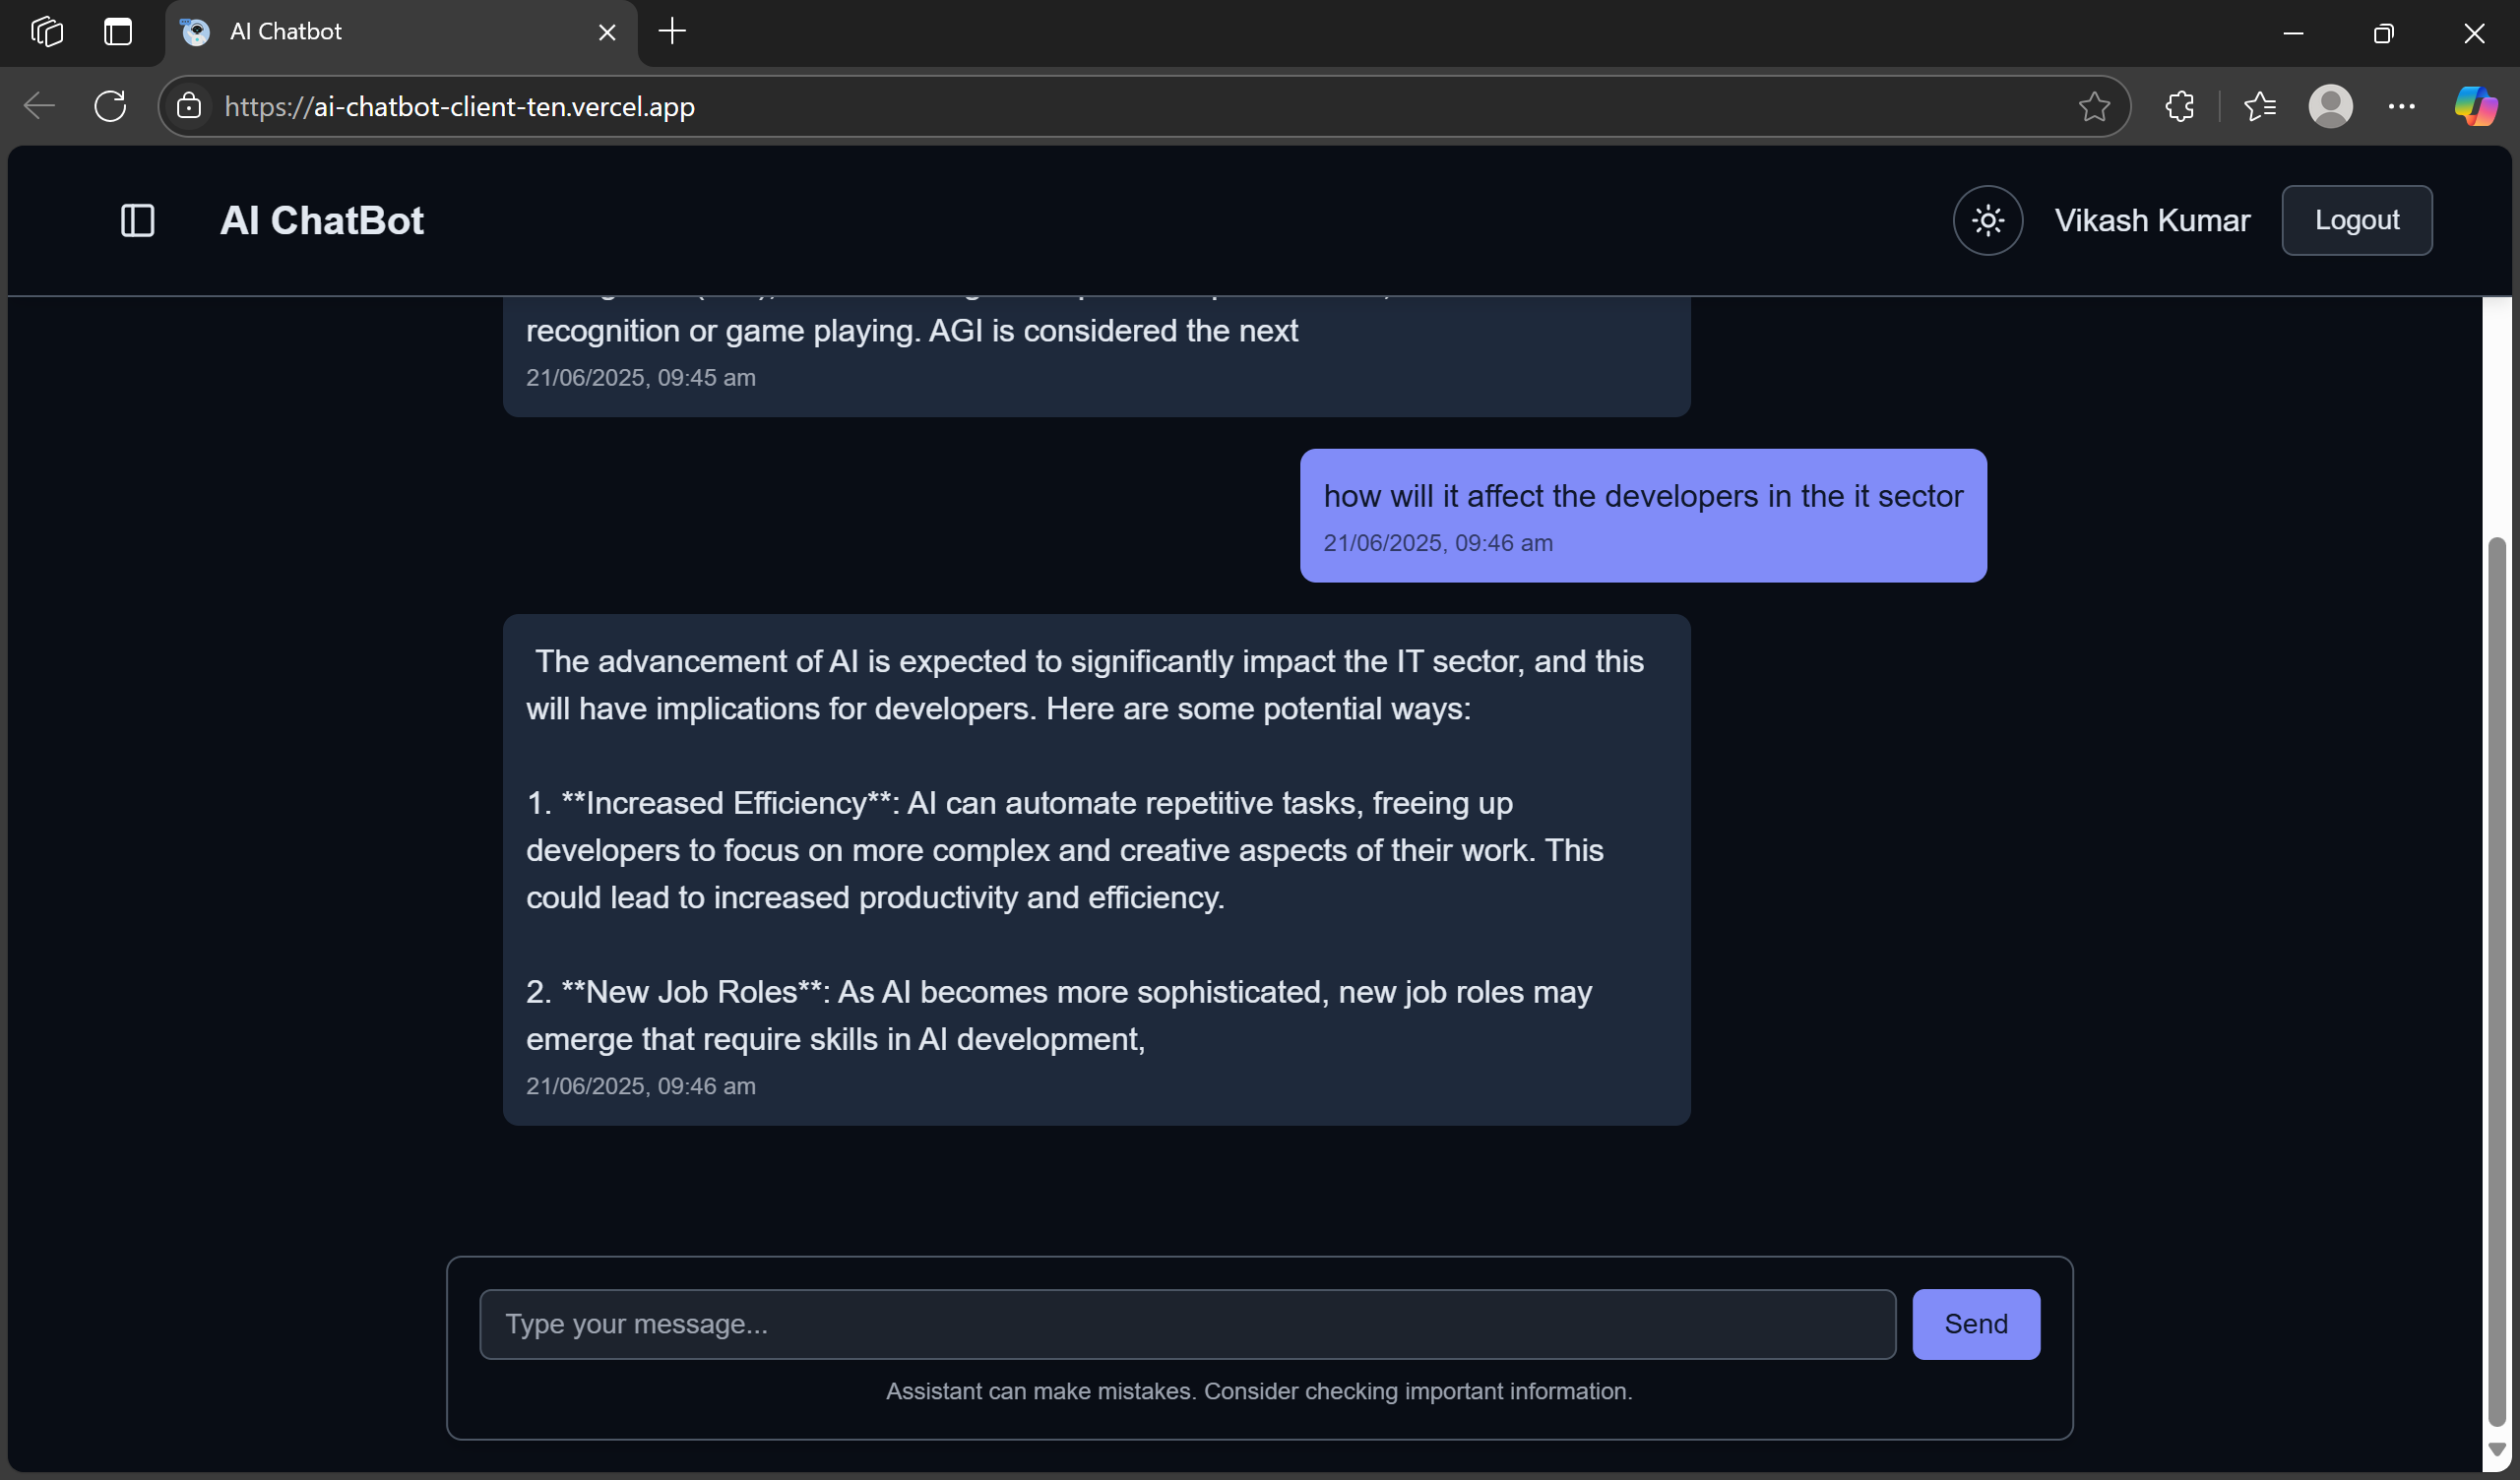 AI Chatbot
https://ai-chatbot-client-ten.vercel.app
AI ChatBot
Vikash Kumar
Logout
recognition or game playing. AGI is considered the next
21/06/2025, 09:45 am
how will it affect the developers in the it sector
21/06/2025, 09:46 am
The advancement of AI is expected to significantly impact the IT sector, and this
will have implications for developers. Here are some potential ways:
1. **Increased Efficiency**: AI can automate repetitive tasks, freeing up
developers to focus on more complex and creative aspects of their work. This
could lead to increased productivity and efficiency.
2. **New Job Roles**: As AI becomes more sophisticated, new job roles may
emerge that require skills in AI development,
21/06/2025, 09:46 am
Type your message...
Send
Assistant can make mistakes. Consider checking important information.